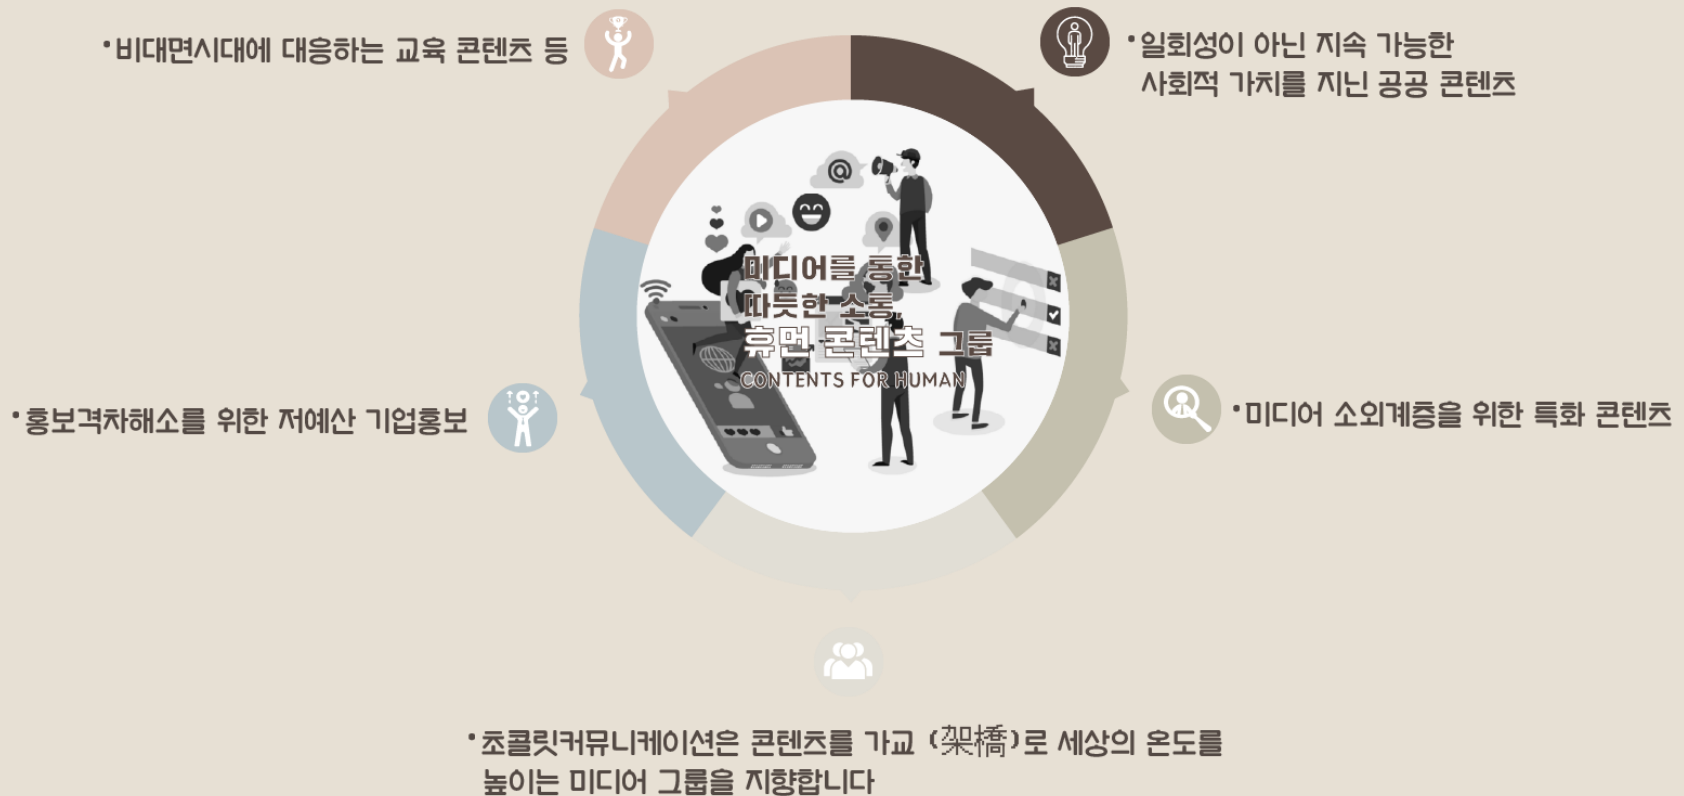 •비대면시대에 대응하는 교육 콘텐츠 등
•일회성이 아닌 지속 가능한
사회적 가치를 지닌 공공 콘텐츠
@
미디어를 통한
따뜻한 소통,
휴먼 콘텐츠 그룹
CONTENTS FOR HUMAN
•홍보격차해소를 위한 저예산 기업홍보
•미디어 소외계층을 위한 특화 콘텐츠
•초콜릿커뮤니케이션은 콘텐츠를 가교 (架橋)로 세상의 온도를
높이는 미디어 그룹을 지향합니다